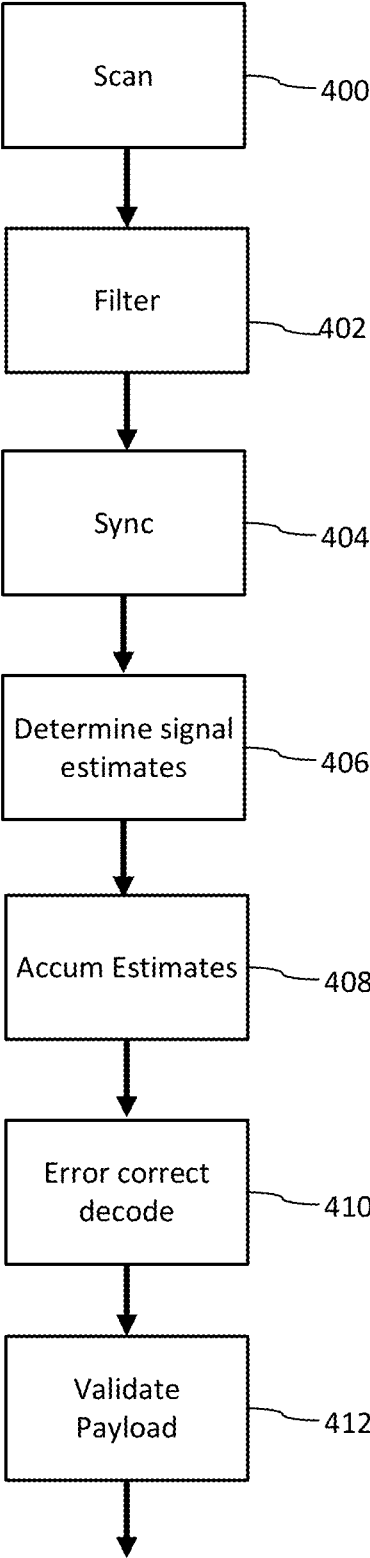 Scan
400
Filter
402
Sync
404
Determine signal
estimates
406
Accum Estimates
408
Error correct
decode
410
Validate
Payload
412